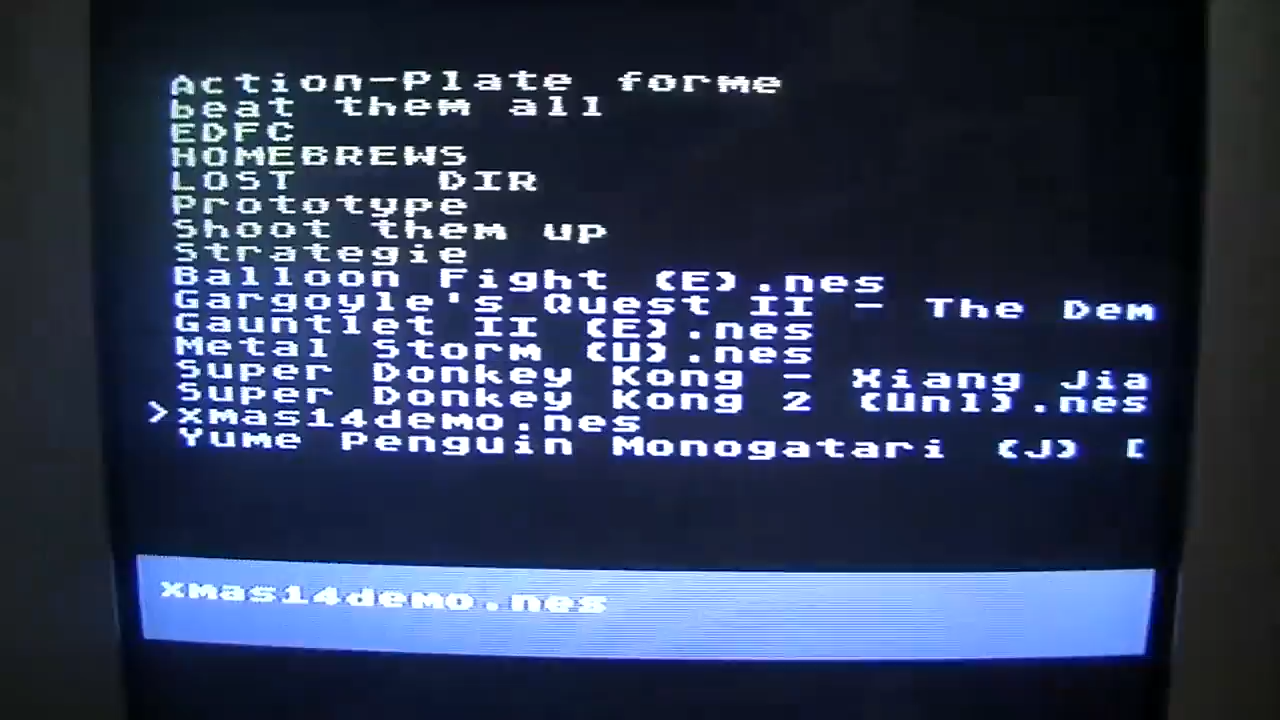 Action-Plate forme
beat them all
EDFC
HOMEBREWS
LOST DIR
Prototype
Shoot them up
Strategie
Balloon Fight (E).nes
Gargoyle's Quest II - The Dem
Gauntlet II (E).nes
Metal Storm (U).nes
Super Donkey Kong - Xiang Jia
Super Donkey Kong 2 (Unl).nes
>xmas14demo.nes
Yume Penguin Monogatari (J) [
xmas14demo.nes